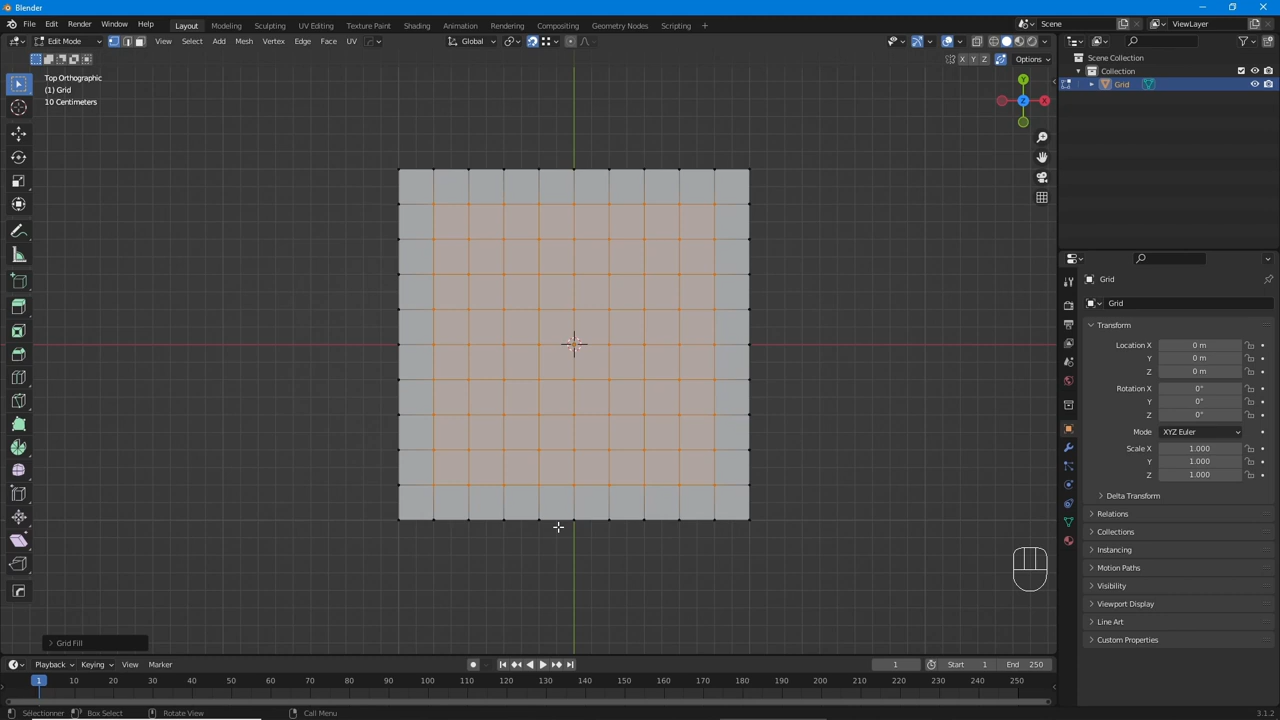 Blender
File Edit Render Window Help Layout Modeling Sculpting UV Editing Texture Paint Shading Animation Rendering Compositing Geometry Nodes Scripting + Scene ViewLayer
Edit Mode View Select Add Mesh Vertex Edge Face UV Global
X Y Z Options
Top Orthographic
(1) Grid
10 Centimeters
Y
Z X
Scene Collection
Collection
Grid
Grid
Grid
Transform
Location X 0 m
Y 0 m
Z 0 m
Rotation X 0°
Y 0°
Z 0°
Mode XYZ Euler
Scale X 1.000
Y 1.000
Z 1.000
Delta Transform
Relations
Collections
Instancing
Motion Paths
Visibility
Viewport Display
Line Art
Custom Properties
Grid Fill
Playback Keying View Marker 1 Start 1 End 250
1 10 20 30 40 50 60 70 80 90 100 110 120 130 140 150 160 170 180 190 200 210 220 230 240 250
Sélectionner Box Select Rotate View Call Menu 3.1.2